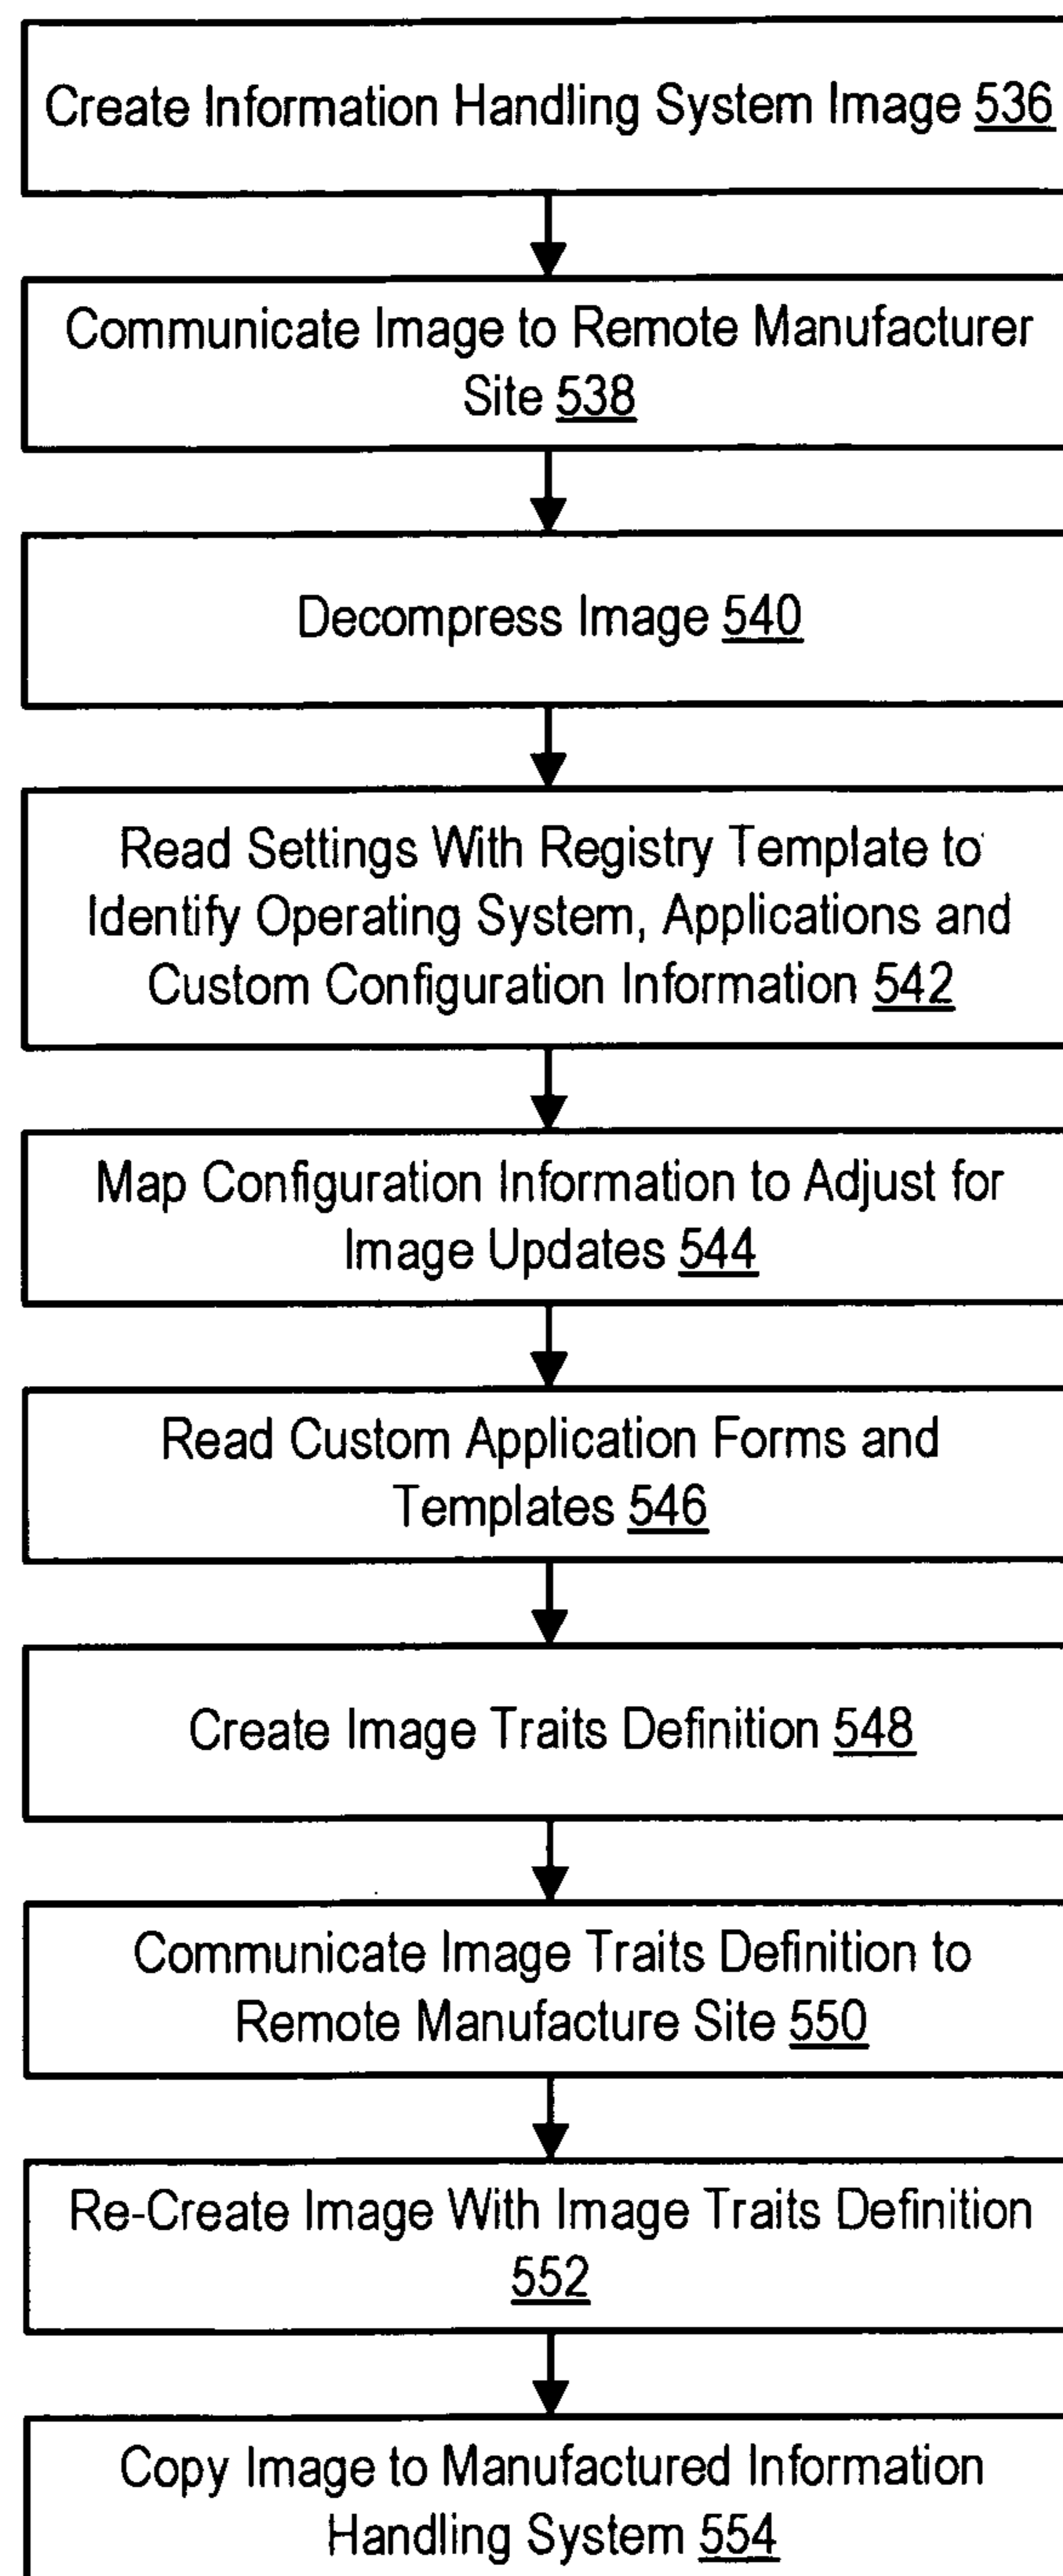 Create Information Handling System Image 536
Communicate Image to Remote Manufacturer
Site 538
Decompress Image 540
Read Settings With Registry Template to
Identify Operating System, Applications and
Custom Configuration Information 542
Map Configuration Information to Adjust for
Image Updates 544
Read Custom Application Forms and
Templates 546
Create Image Traits Definition 548
Communicate Image Traits Definition to
Remote Manufacture Site 550
Re-Create Image With Image Traits Definition
552
Copy Image to Manufactured Information
Handling System 554